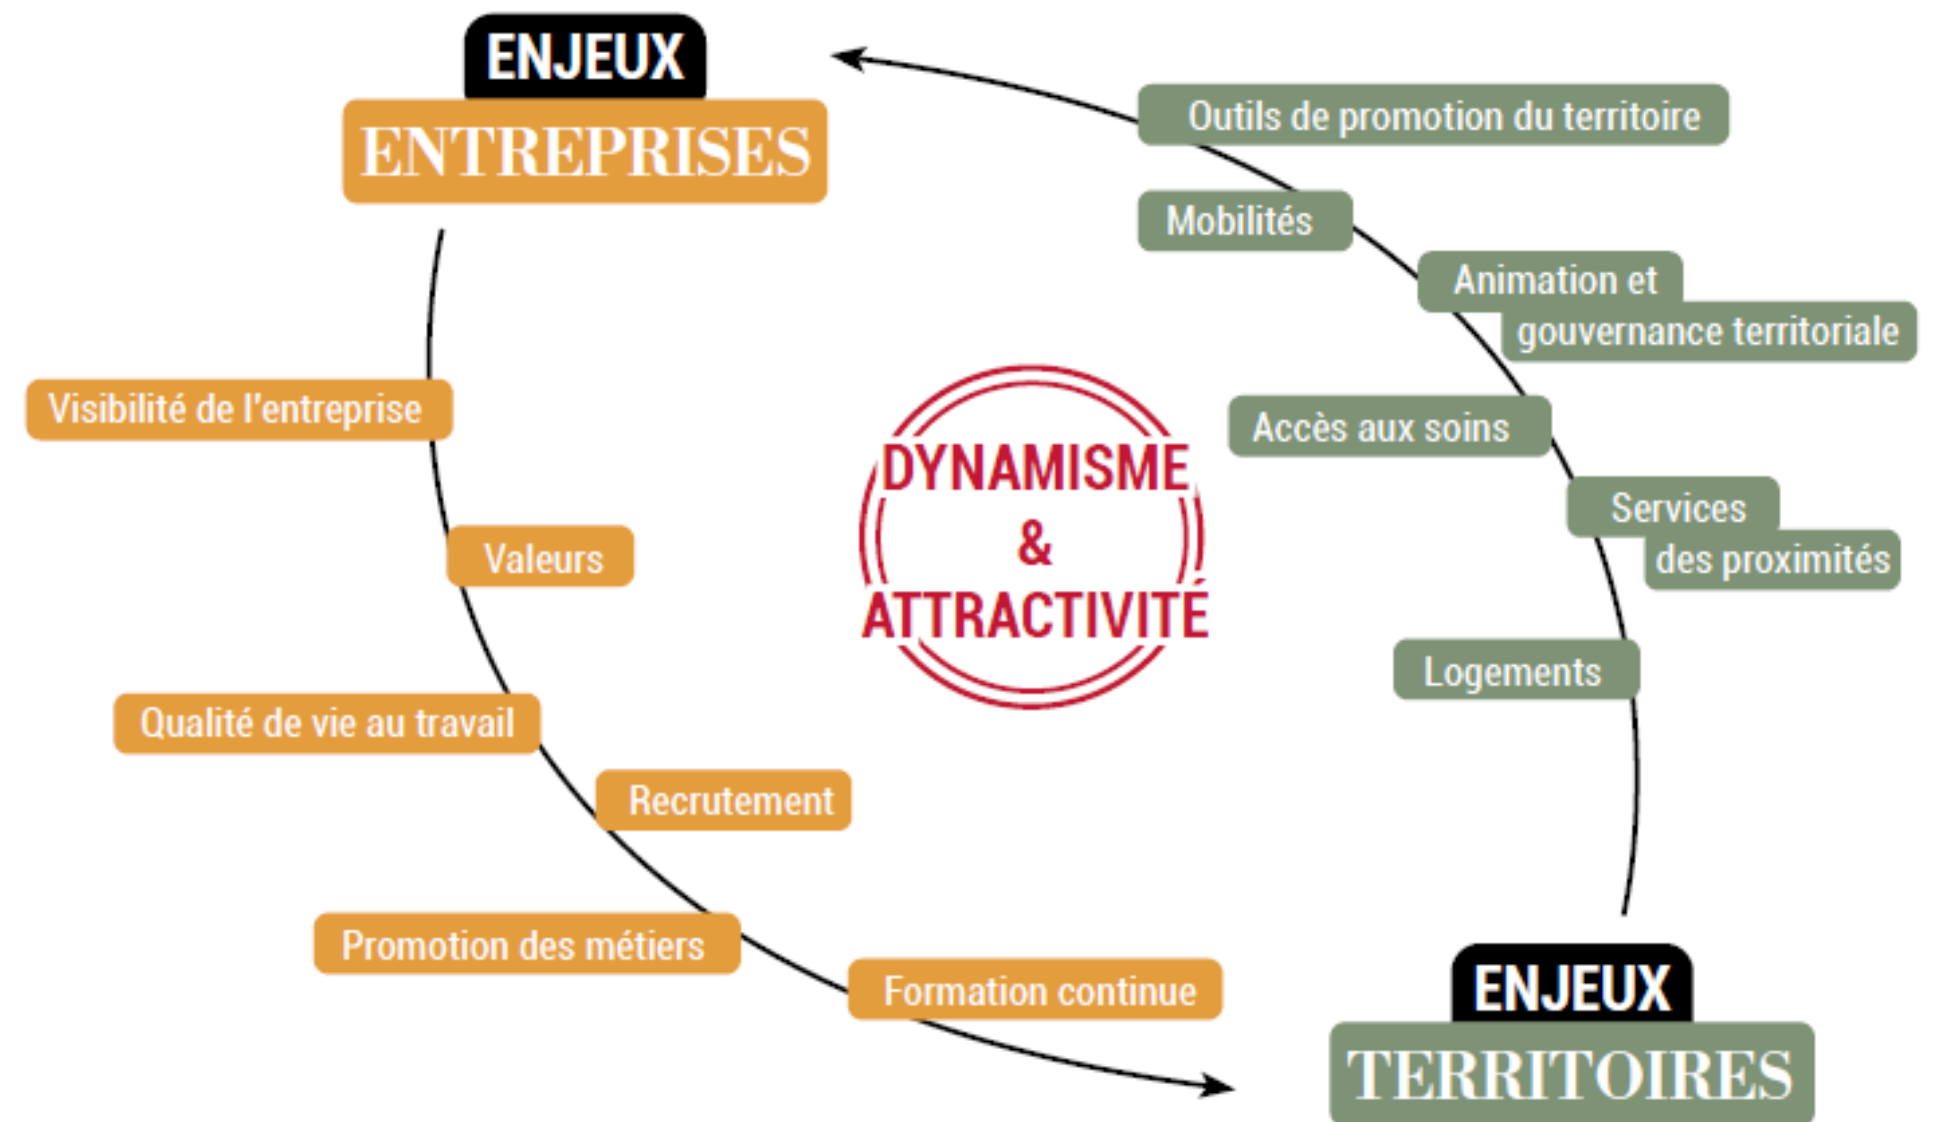 ENJEUX
ENTREPRISES
Outils de promotion du territoire
Mobilités
Animation et
gouvernance territoriale
Accès aux soins
Services
des proximités
Logements
DYNAMISME
&
ATTRACTIVITÉ
Visibilité de l'entreprise
Valeurs
Qualité de vie au travail
Recrutement
Promotion des métiers
Formation continue
ENJEUX
TERRITOIRES